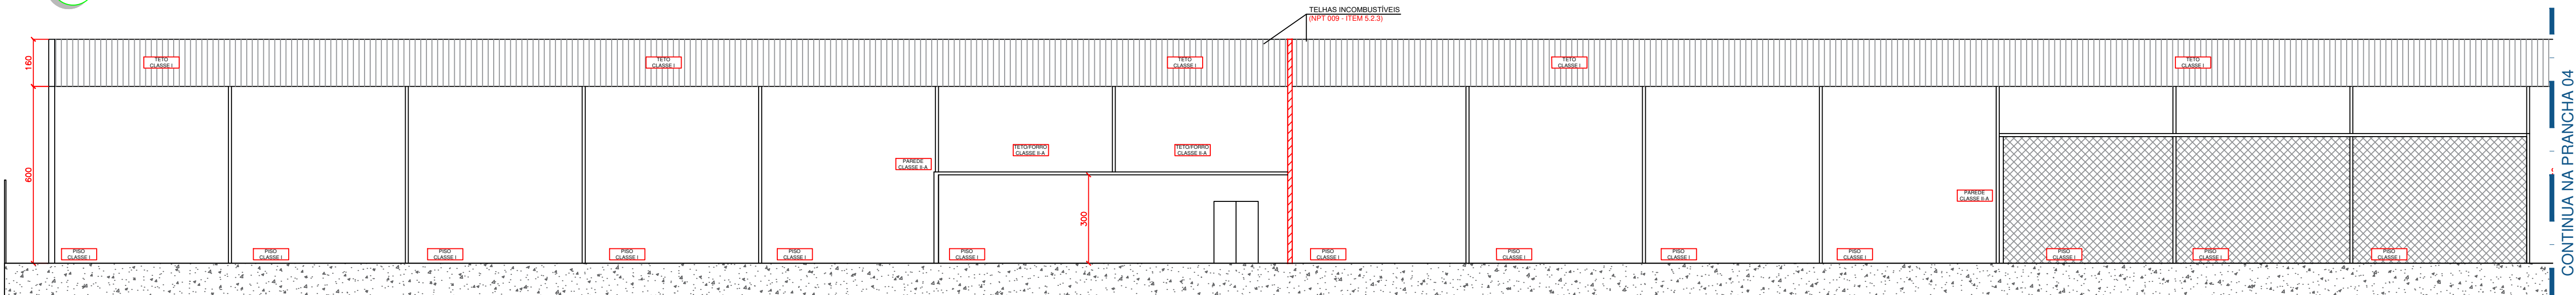 TELHAS INCOMBUSTÍVEIS
(NPT 009 - ITEM 5.2.3)
160
TETO
CLASSE I
TETO
CLASSE I
TETO
CLASSE I
TETO
CLASSE I
TETO
CLASSE I
600
PAREDE
CLASSE II-A
TETO/FORRO
CLASSE II-A
TETO/FORRO
CLASSE II-A
300
PAREDE
CLASSE II-A
PISO
CLASSE I
PISO
CLASSE I
PISO
CLASSE I
PISO
CLASSE I
PISO
CLASSE I
PISO
CLASSE I
PISO
CLASSE I
PISO
CLASSE I
PISO
CLASSE I
PISO
CLASSE I
PISO
CLASSE I
PISO
CLASSE I
PISO
CLASSE I
CONTINUA NA PRANCHA 04